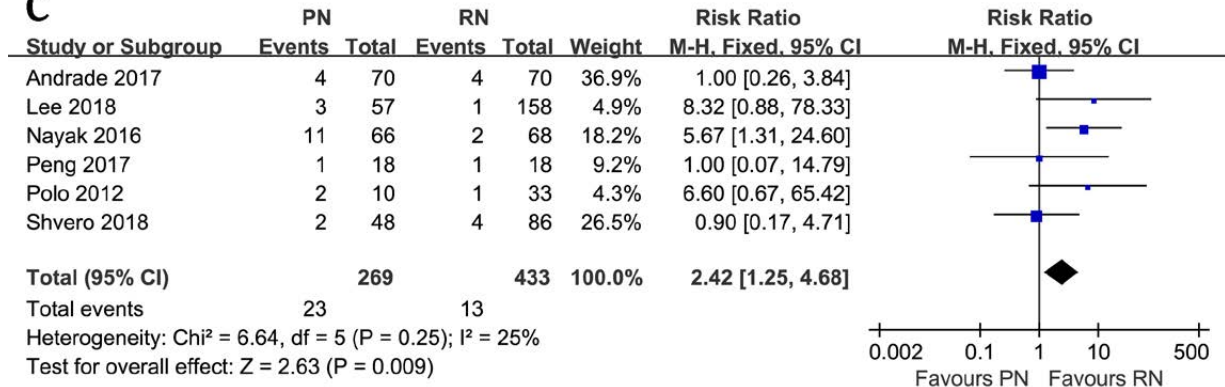 C
PN RN Risk Ratio Risk Ratio
Study or Subgroup Events Total Events Total Weight M-H, Fixed, 95% CI M-H, Fixed, 95% CI
Andrade 2017 4 70 4 70 36.9% 1.00 [0.26, 3.84]
Lee 2018 3 57 1 158 4.9% 8.32 [0.88, 78.33]
Nayak 2016 11 66 2 68 18.2% 5.67 [1.31, 24.60]
Peng 2017 1 18 1 18 9.2% 1.00 [0.07, 14.79]
Polo 2012 2 10 1 33 4.3% 6.60 [0.67, 65.42]
Shvero 2018 2 48 4 86 26.5% 0.90 [0.17, 4.71]
Total (95% CI) 269 433 100.0% 2.42 [1.25, 4.68]
Total events 23 13
Heterogeneity: Chi² = 6.64, df = 5 (P = 0.25); I² = 25%
Test for overall effect: Z = 2.63 (P = 0.009)
0.002 0.1 1 10 500
Favours PN Favours RN